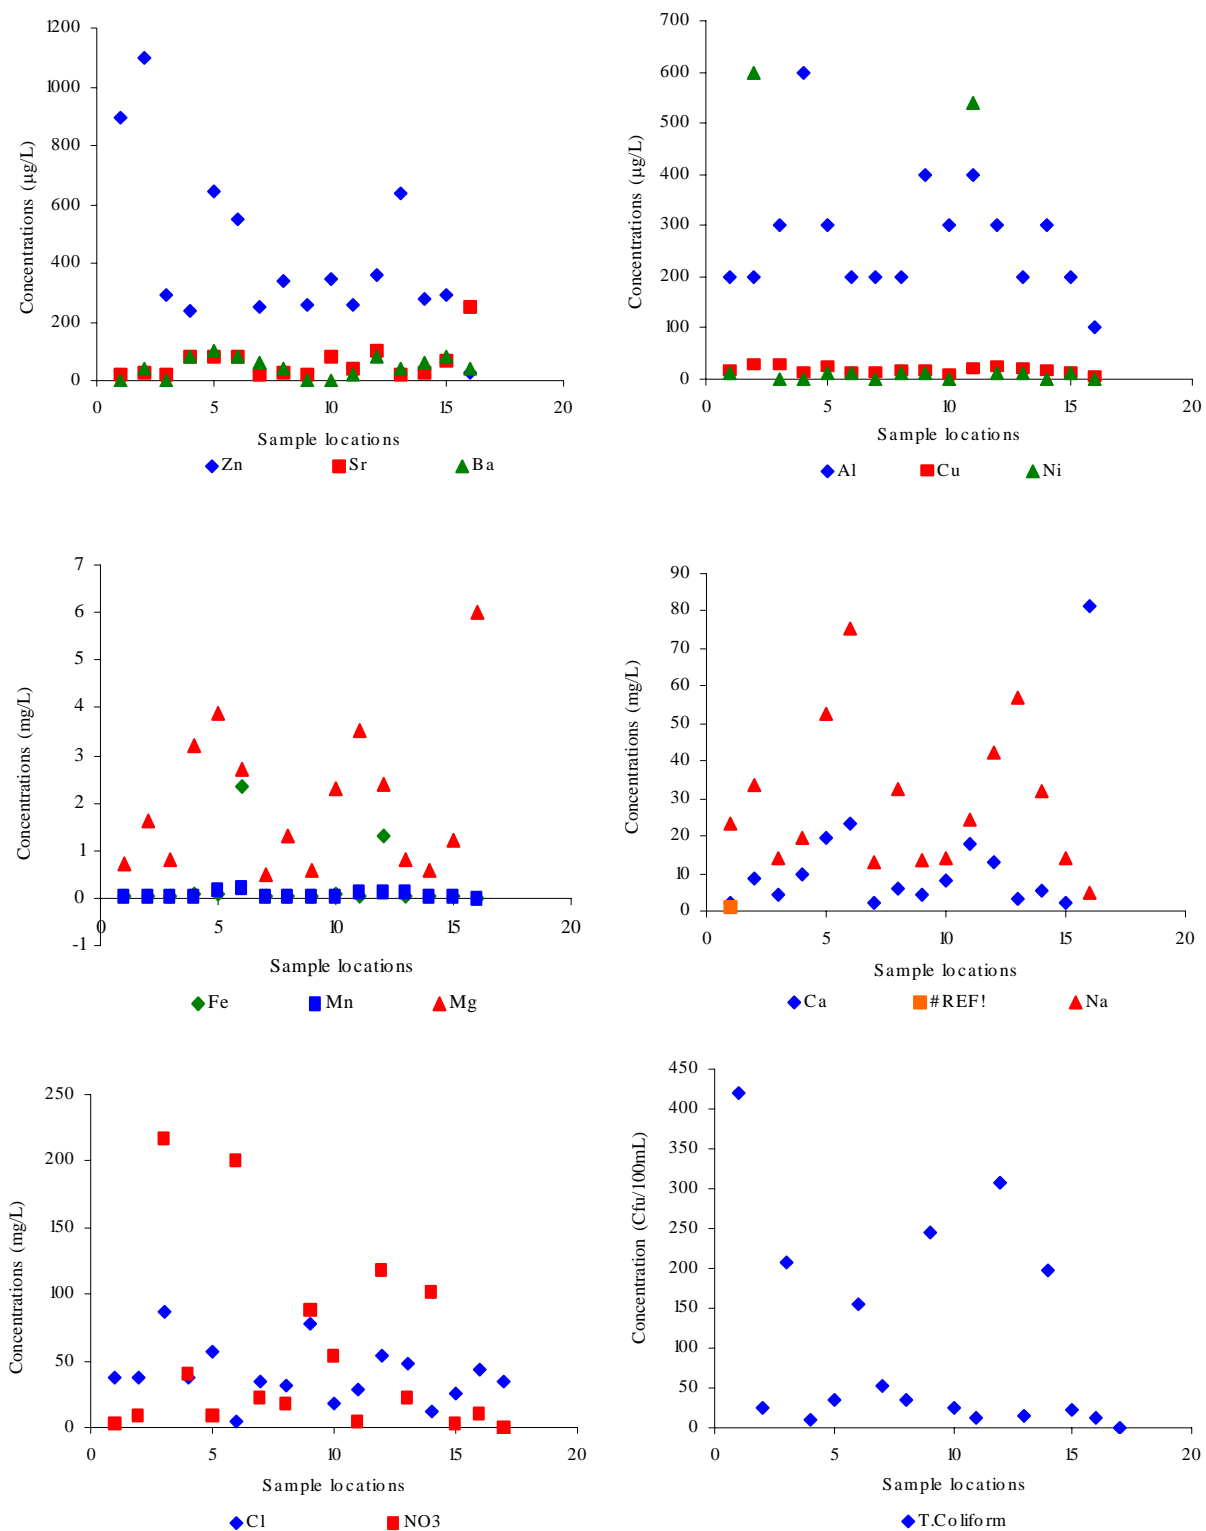 1200
1000
800
600
400
200
0
0 5 10 15 20
Concentrations (µg/L)
Sample locations
Zn Sr Ba
700
600
500
400
300
200
100
0
0 5 10 15 20
Concentrations (µg/L)
Sample locations
Al Cu Ni
7
6
5
4
3
2
1
0
-1
0 5 10 15 20
Concentrations (mg/L)
Sample locations
Fe Mn Mg
90
80
70
60
50
40
30
20
10
0
0 5 10 15 20
Concentrations (mg/L)
Sample locations
Ca #REF! Na
250
200
150
100
50
0
0 5 10 15 20
Concentrations (mg/L)
Sample locations
Cl NO3
450
400
350
300
250
200
150
100
50
0
0 5 10 15 20
Concentration (Cfu/100mL)
Sample locations
T.Coliform